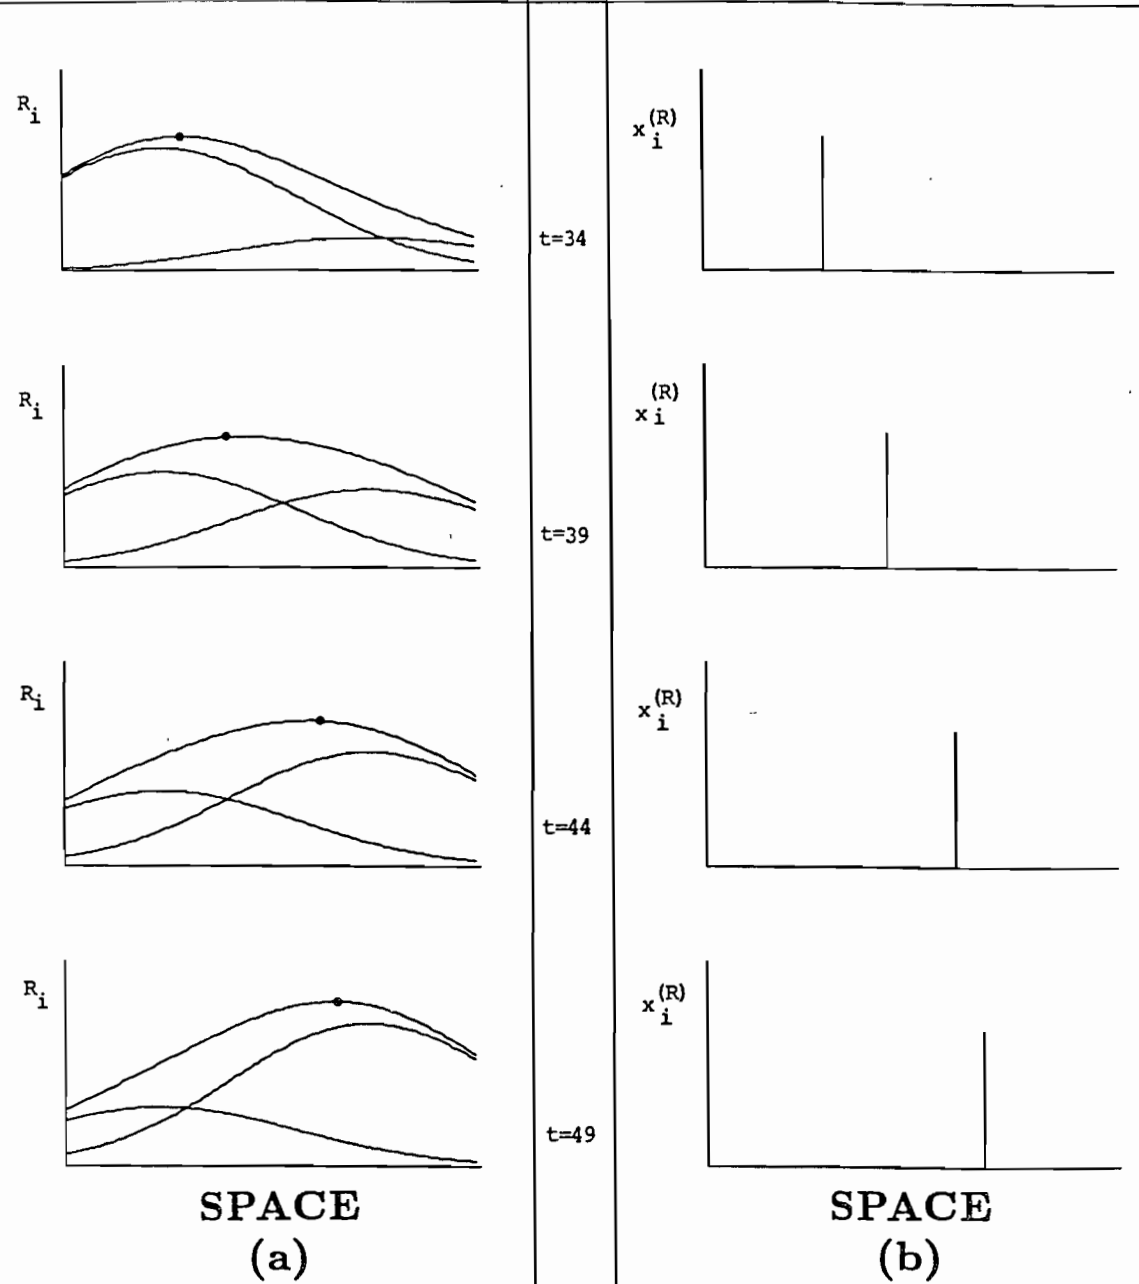 R_i
x_i^(R)
t=34
R_i
x_i^(R)
t=39
R_i
x_i^(R)
t=44
R_i
x_i^(R)
t=49
SPACE
SPACE
(a)
(b)